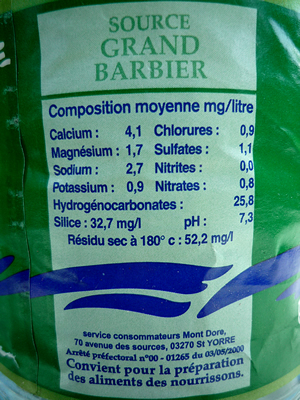 SOURCE
GRAND
BARBIER
Composition moyenne mg/litre
Calcium : 4,1 Chlorures : 0,9
Magnésium : 1,7 Sulfates : 1,1
Sodium : 2,7 Nitrites : 0,0
Potassium : 0,9 Nitrates : 0,8
Hydrogénocarbonates : 25,8
Silice : 32,7 mg/l pH : 7,3
Résidu sec à 180° c : 52,2 mg/l
service consommateurs Mont Dore,
70 avenue des sources, 03270 St YORRE
Arrêté préfectoral n°00 - 01265 du 03/05/2000
Convient pour la préparation
des aliments des nourrissons.